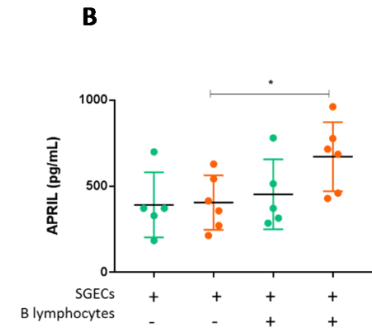 B
*
1000
500
0
APRIL (pg/mL)
SGECs + + + +
B lymphocytes - - + +